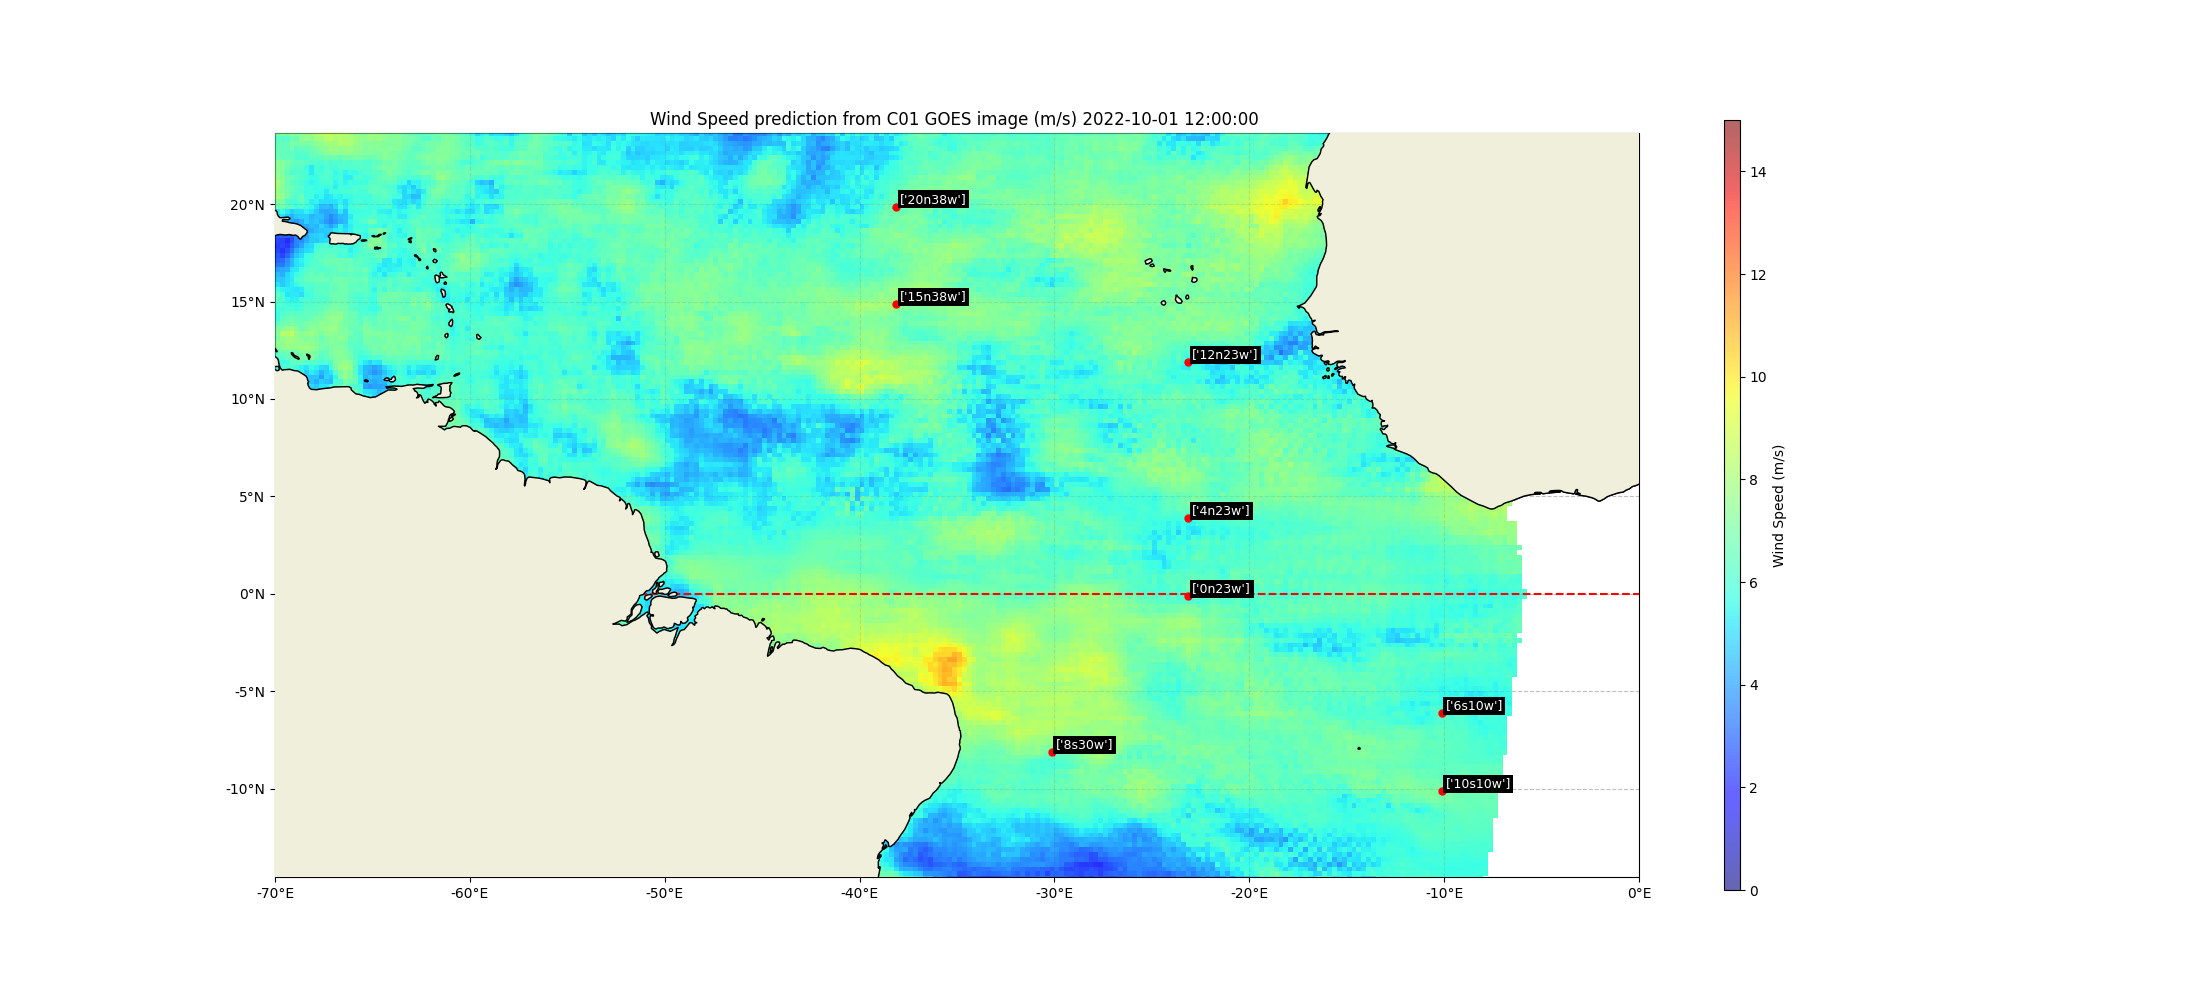 Wind Speed prediction from C01 GOES image (m/s) 2022-10-01 12:00:00
20°N
15°N
10°N
5°N
0°N
-5°N
-10°N
-70°E
-60°E
-50°E
-40°E
-30°E
-20°E
-10°E
0°E
['20n38w']
['15n38w']
['12n23w']
['4n23w']
['0n23w']
['6s10w']
['8s30w']
['10s10w']
14
12
10
8
6
4
2
0
Wind Speed (m/s)